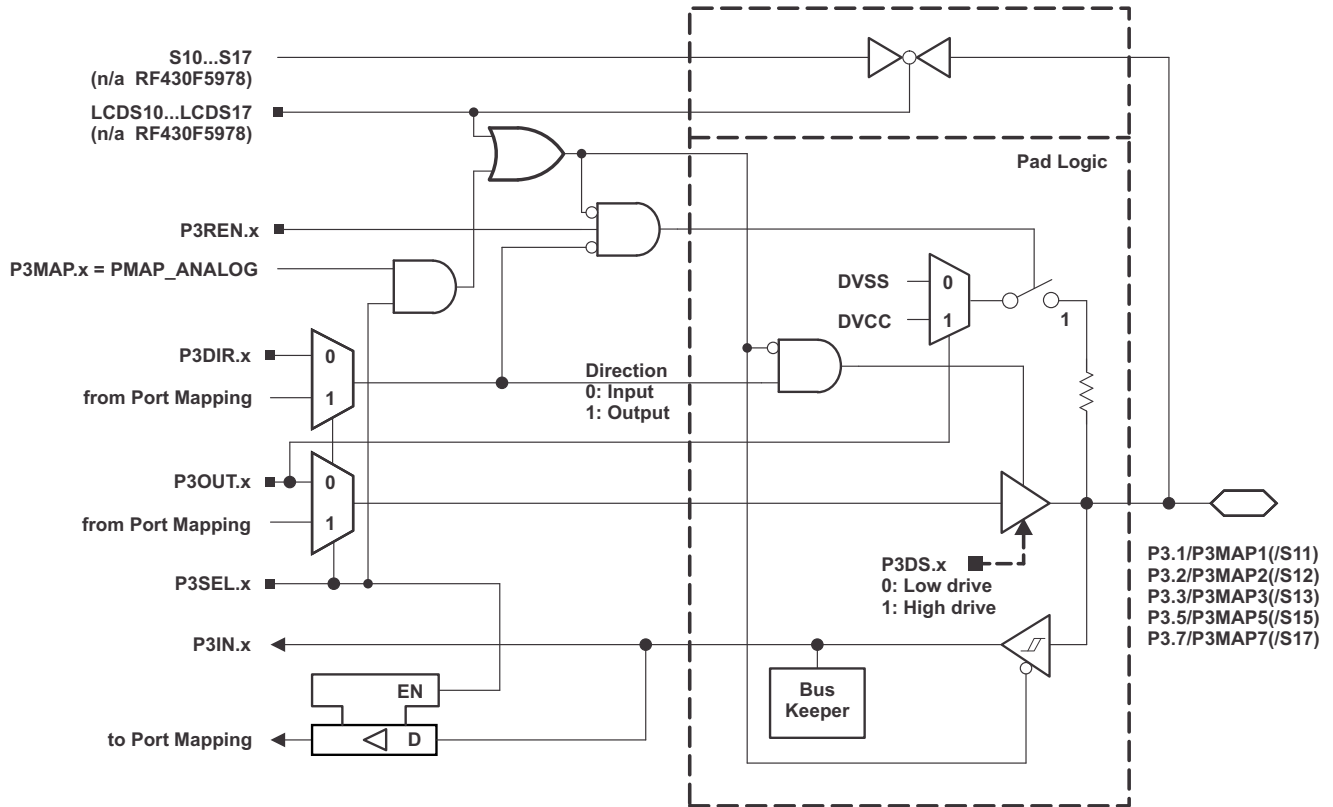 S10...S17
(n/a RF430F5978)
LCDS10...LCDS17
(n/a RF430F5978)
Pad Logic
P3REN.x
P3MAP.x = PMAP_ANALOG
DVSS
0
DVCC
1
1
P3DIR.x
0
from Port Mapping
1
Direction
0: Input
1: Output
P3OUT.x
0
from Port Mapping
1
P3SEL.x
P3DS.x
0: Low drive
1: High drive
P3.1/P3MAP1(/S11)
P3.2/P3MAP2(/S12)
P3.3/P3MAP3(/S13)
P3.5/P3MAP5(/S15)
P3.7/P3MAP7(/S17)
P3IN.x
EN
Bus
Keeper
to Port Mapping
D